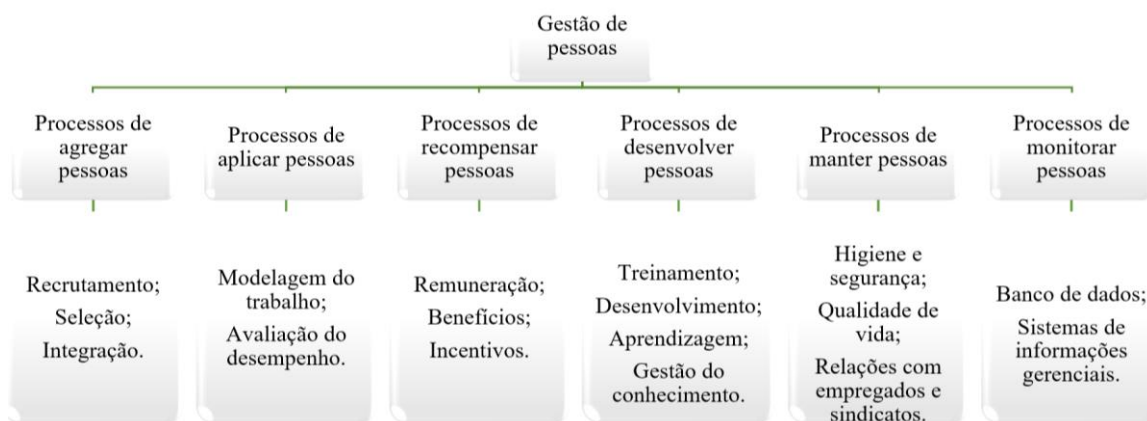 Gestão de
pessoas
Processos de
agregar
pessoas
Processos de
aplicar pessoas
Processos de
recompensar
pessoas
Processos de
desenvolver
pessoas
Processos de
manter pessoas
Processos de
monitorar
pessoas
Recrutamento;
Seleção;
Integração.
Modelagem do
trabalho;
Avaliação do
desempenho.
Remuneração;
Benefícios;
Incentivos.
Treinamento;
Desenvolvimento;
Aprendizagem;
Gestão do
conhecimento.
Higiene e
segurança;
Qualidade de
vida;
Relações com
empregados e
sindicatos.
Banco de dados;
Sistemas de
informações
gerenciais.